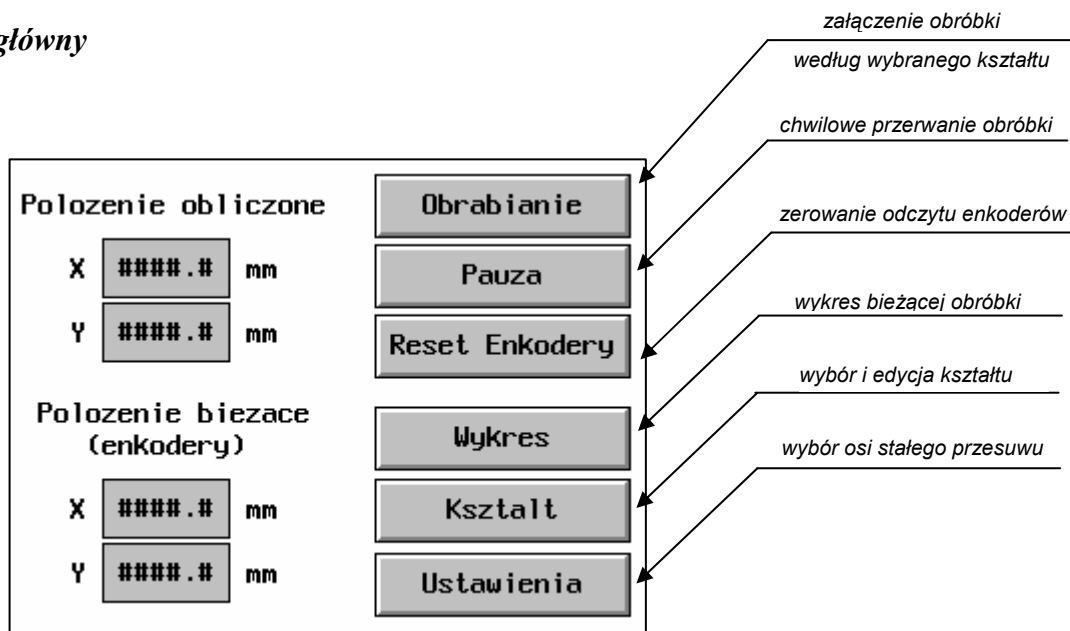 główny
załączenie obróbki
według wybranego kształtu
chwilowe przerwanie obróbki
zerowanie odczytu enkoderów
wykres bieżącej obróbki
wybór i edycja kształtu
wybór osi stałego przesuwu
Polozenie obliczone
X ####.# mm
Y ####.# mm
Polozenie biezace
(enkodery)
X ####.# mm
Y ####.# mm
Obrabianie
Pauza
Reset Enkodery
Wykres
Ksztalt
Ustawienia